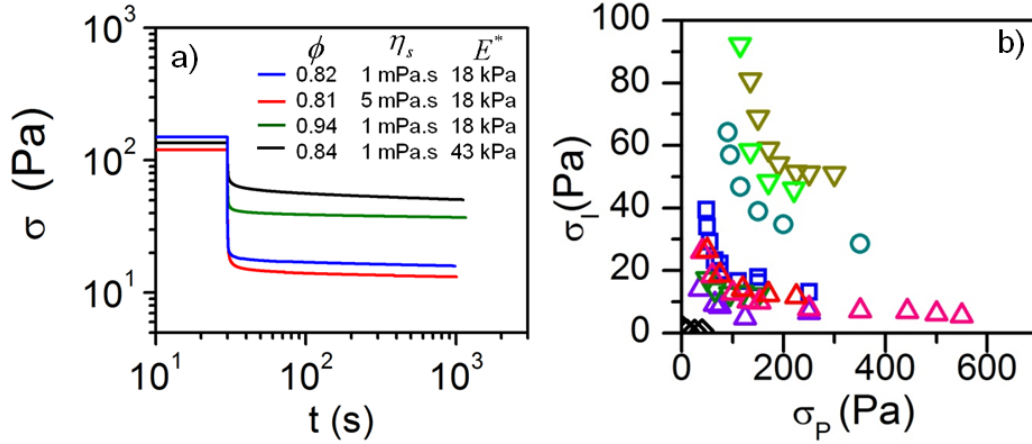 a)
ϕ ηₛ E*
0.82 1 mPa.s 18 kPa
0.81 5 mPa.s 18 kPa
0.94 1 mPa.s 18 kPa
0.84 1 mPa.s 43 kPa
10³
10²
10¹
σ (Pa)
10¹ 10² 10³
t (s)
b)
100
80
60
40
20
0
σ_I(Pa)
0 200 400 600
σ_P (Pa)